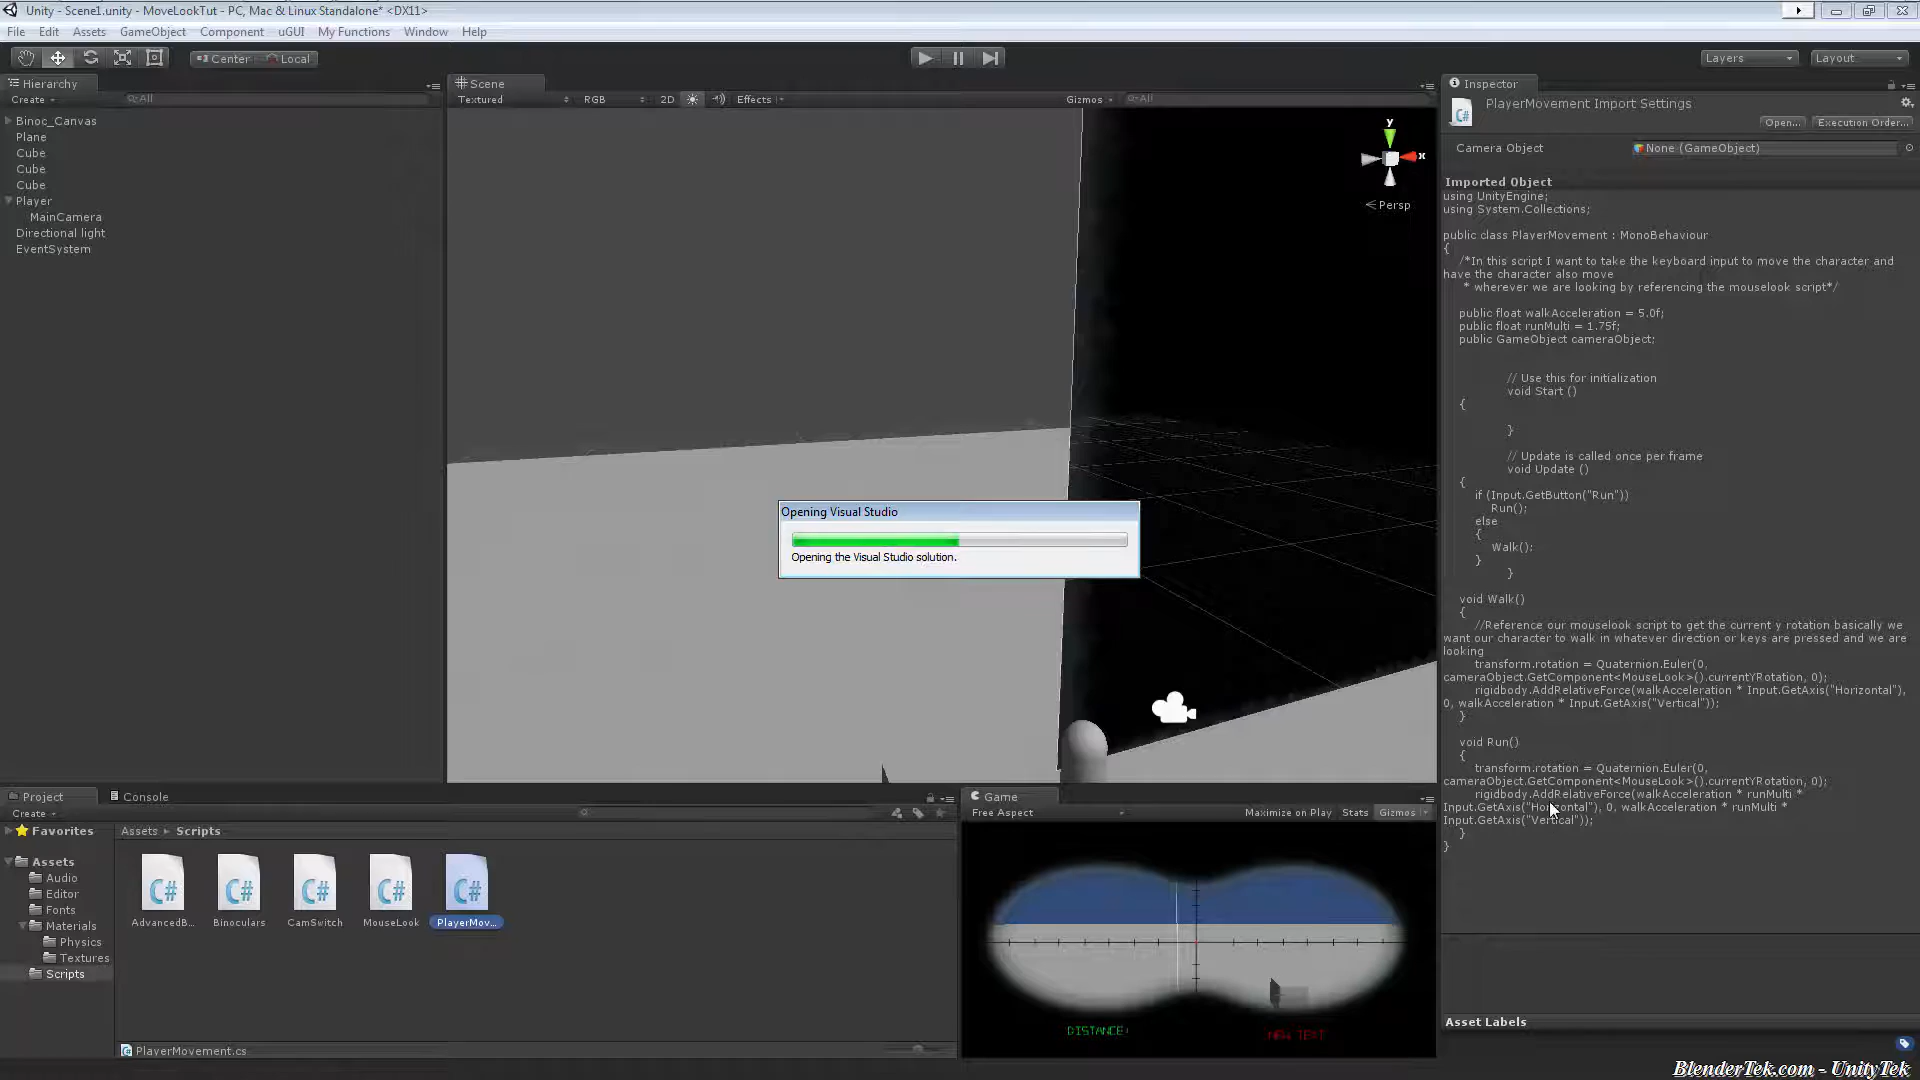 Unity - Scene1.unity - MoveLookTut - PC, Mac & Linux Standalone* <DX11>
File Edit Assets GameObject Component uGUI My Functions Window Help
Center Local
Layers Layout
Hierarchy
Create All
Binoc_Canvas
Plane
Cube
Cube
Cube
Player
MainCamera
Directional light
EventSystem
Scene
Textured RGB 2D Effects Gizmos All
y
x
Persp
Opening Visual Studio
Opening the Visual Studio solution.
Inspector
PlayerMovement Import Settings
Open... Execution Order...
Camera Object None (GameObject)
Imported Object
using UnityEngine;
using System.Collections;
public class PlayerMovement : MonoBehaviour
{
/*In this script I want to take the keyboard input to move the character and
have the character also move
* wherever we are looking by referencing the mouselook script*/
public float walkAcceleration = 5.0f;
public float runMulti = 1.75f;
public GameObject cameraObject;
// Use this for initialization
void Start ()
{
}
// Update is called once per frame
void Update ()
{
if (Input.GetButton("Run"))
Run();
else
{
Walk();
}
}
void Walk()
{
//Reference our mouselook script to get the current y rotation basically we
want our character to walk in whatever direction or keys are pressed and we are
looking
transform.rotation = Quaternion.Euler(0,
cameraObject.GetComponent<MouseLook>().currentYRotation, 0);
rigidbody.AddRelativeForce(walkAcceleration * Input.GetAxis("Horizontal"),
0, walkAcceleration * Input.GetAxis("Vertical"));
}
void Run()
{
transform.rotation = Quaternion.Euler(0,
cameraObject.GetComponent<MouseLook>().currentYRotation, 0);
rigidbody.AddRelativeForce(walkAcceleration * runMulti *
Input.GetAxis("Horizontal"), 0, walkAcceleration * runMulti *
Input.GetAxis("Vertical"));
}
}
Asset Labels
Project Console
Create
Favorites
Assets
Audio
Editor
Fonts
Materials
Physics
Textures
Scripts
Assets Scripts
C# C# C# C# C#
AdvancedB... Binoculars CamSwitch MouseLook PlayerMov...
PlayerMovement.cs
Game
Free Aspect Maximize on Play Stats Gizmos
DISTANCE:
NEW TEXT
BlenderTek.com - UnityTek